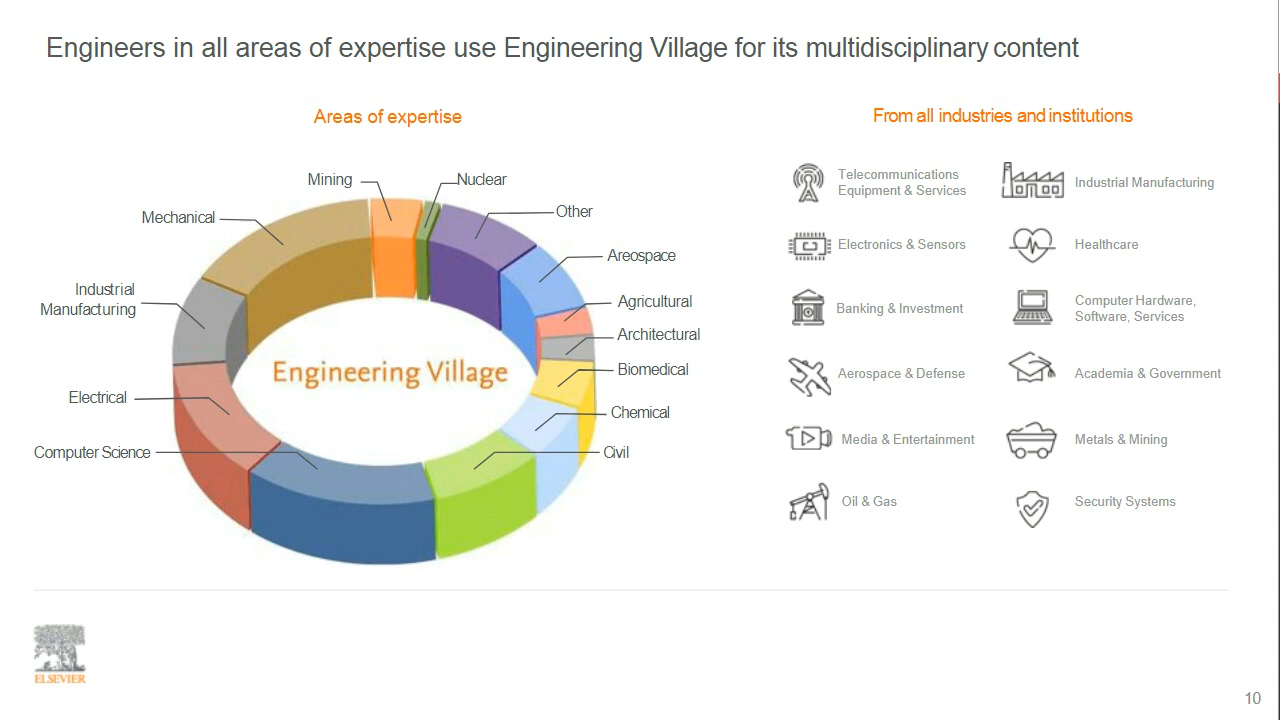 Engineers in all areas of expertise use Engineering Village for its multidisciplinary content
Areas of expertise
Mining
Nuclear
Mechanical
Other
Areospace
Industrial
Manufacturing
Agricultural
Architectural
Engineering Village
Biomedical
Electrical
Chemical
Computer Science
Civil
From all industries and institutions
Telecommunications
Equipment & Services
Industrial Manufacturing
Electronics & Sensors
Healthcare
Banking & Investment
Computer Hardware,
Software, Services
Aerospace & Defense
Academia & Government
Media & Entertainment
Metals & Mining
Oil & Gas
Security Systems
ELSEVIER
10